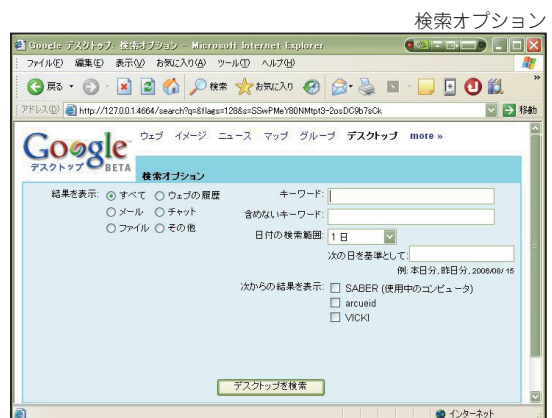 検索オプション
Google デスクトップ: 検索オプション - Microsoft Internet Explorer
ファイル(F) 編集(E) 表示(V) お気に入り(A) ツール(T) ヘルプ(H)
戻る 検索 お気に入り
アドレス(D) http://127.0.0.1:4664/search?q=&flags=128&s=SSwPMeY80NMtpt3-2osDC9b7sCk 移動
ウェブ イメージ ニュース マップ グループ デスクトップ more »
Google
デスクトップ BETA
検索オプション
結果を表示: すべて ウェブの履歴 キーワード:
メール チャット 含めないキーワード:
ファイル その他 日付の検索範囲: 1 日
次の日を基準として:
例: 本日分, 昨日分, 2006/08/15
次からの結果を表示: SABER (使用中のコンピュータ)
arcueid
VICKI
デスクトップを検索
インターネット